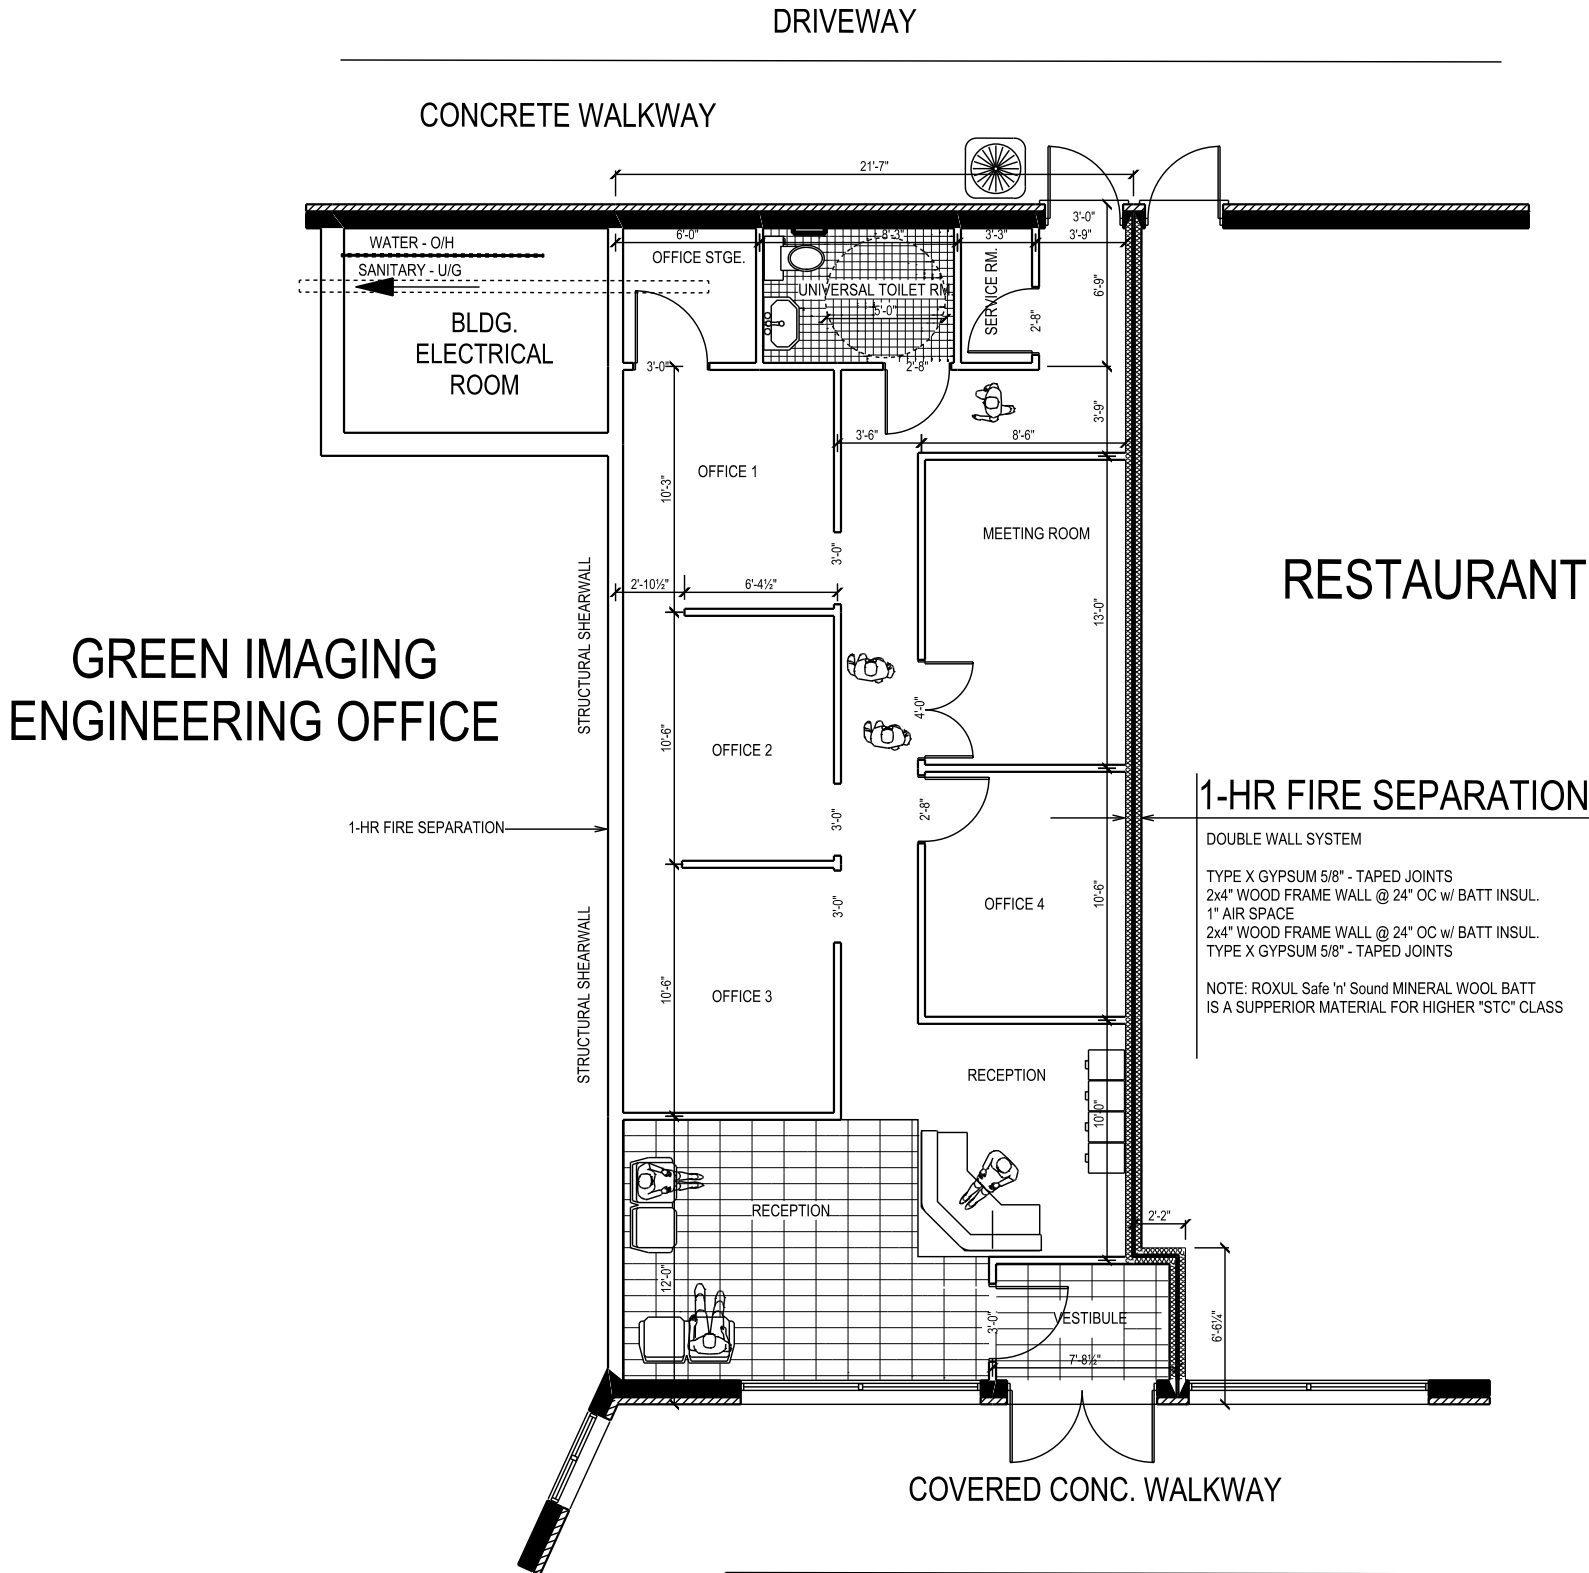 DRIVEWAY
CONCRETE WALKWAY
21'-7"
3'-0"
6'-0"
8'-3"
3'-3"
3'-9"
WATER - O/H
SANITARY - U/G
OFFICE STGE.
UNIVERSAL TOILET RM.
5'-0"
SERVICE RM.
2'-8"
6'-9"
BLDG.
ELECTRICAL
ROOM
3'-0"
2'-8"
3'-9"
3'-6"
8'-6"
OFFICE 1
10'-3"
MEETING ROOM
3'-0"
2'-10½"
6'-4½"
STRUCTURAL SHEARWALL
13'-0"
RESTAURANT
GREEN IMAGING
ENGINEERING OFFICE
4'-0"
10'-6"
OFFICE 2
1-HR FIRE SEPARATION
3'-0"
2'-8"
1-HR FIRE SEPARATION
DOUBLE WALL SYSTEM
TYPE X GYPSUM 5/8" - TAPED JOINTS
2x4" WOOD FRAME WALL @ 24" OC w/ BATT INSUL.
1" AIR SPACE
2x4" WOOD FRAME WALL @ 24" OC w/ BATT INSUL.
TYPE X GYPSUM 5/8" - TAPED JOINTS
NOTE: ROXUL Safe 'n' Sound MINERAL WOOL BATT
IS A SUPPERIOR MATERIAL FOR HIGHER "STC" CLASS
3'-0"
OFFICE 4
10'-6"
STRUCTURAL SHEARWALL
10'-6"
OFFICE 3
RECEPTION
10'-0"
RECEPTION
2'-2"
12'-0"
3'-0"
VESTIBULE
6'-6¼"
7'-8½"
COVERED CONC. WALKWAY